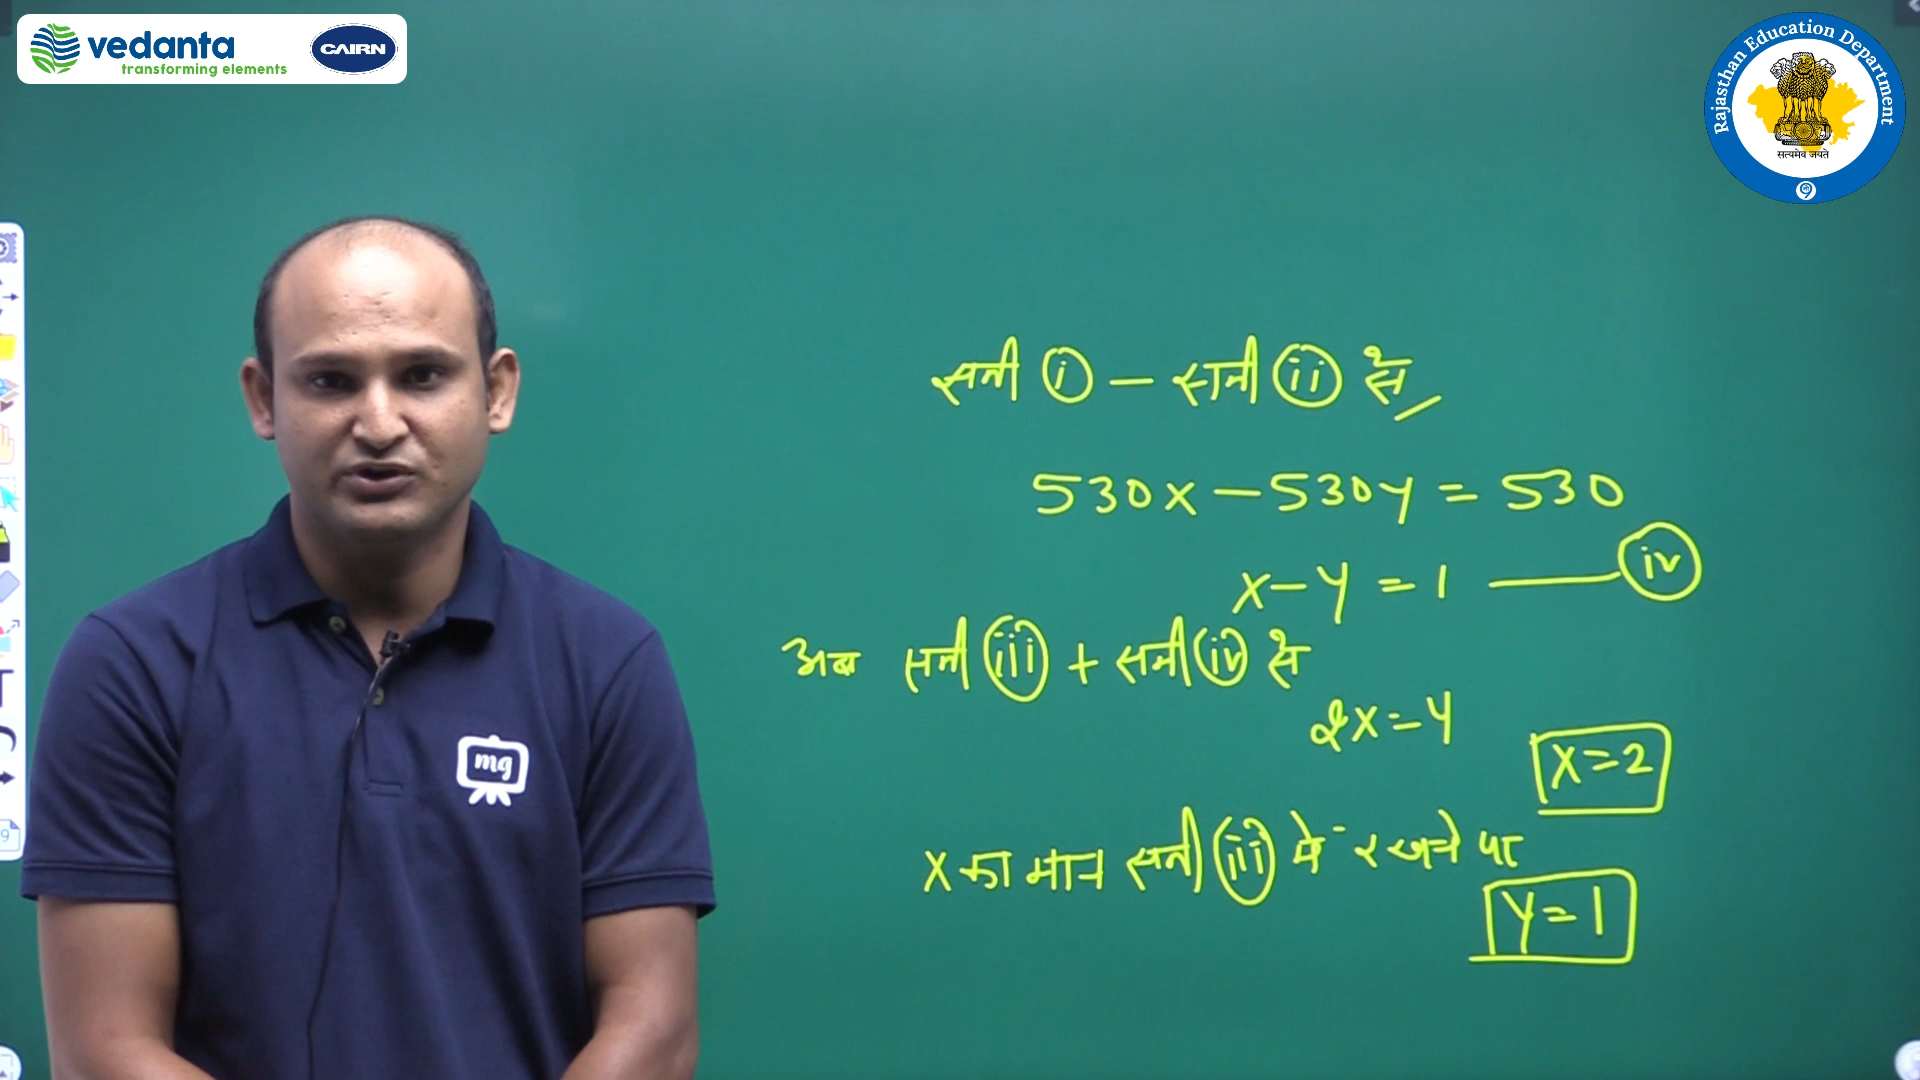 vedanta
transforming elements
CAIRN
Rajasthan Education Department
सत्यमेव जयते
समी (i) – समी (ii) से,
530x – 530y = 530
x – y = 1 —— (iv)
अब समी (iii) + समी (iv) से
2x = 4
x = 2
x का मान समी (iii) में रखने पर
y = 1
mg